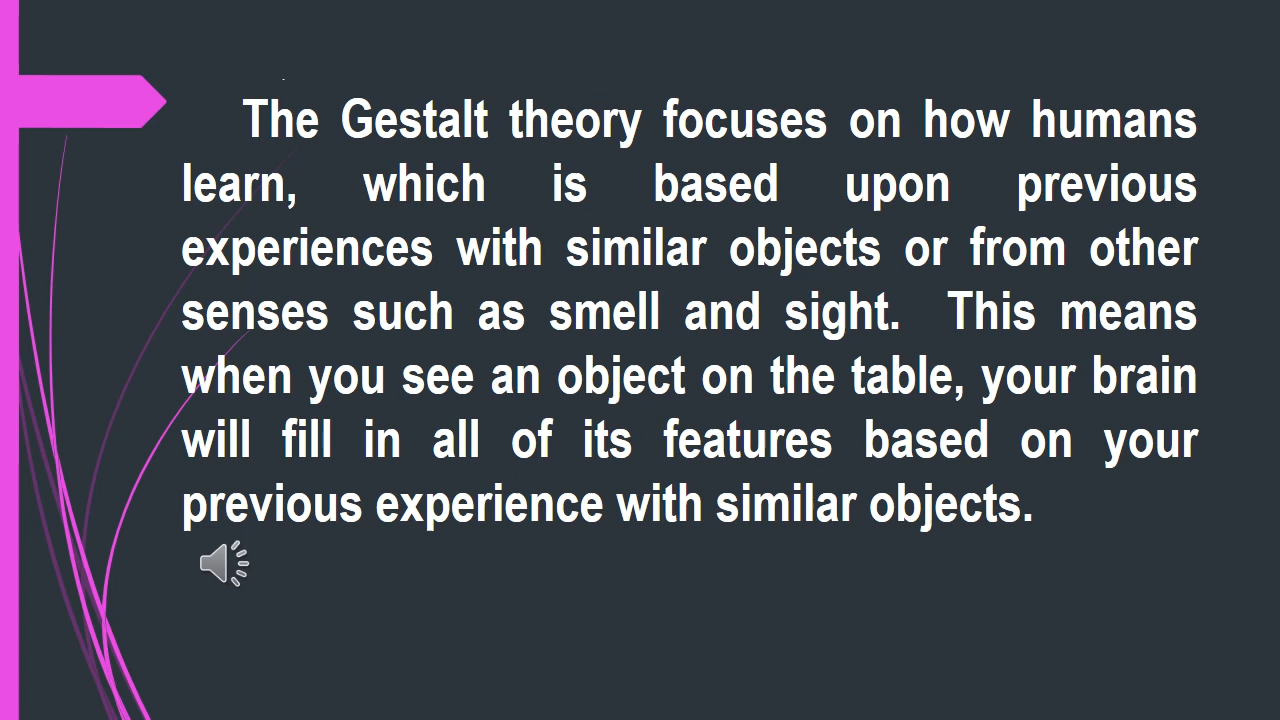 The Gestalt theory focuses on how humans
learn, which is based upon previous
experiences with similar objects or from other
senses such as smell and sight. This means
when you see an object on the table, your brain
will fill in all of its features based on your
previous experience with similar objects.